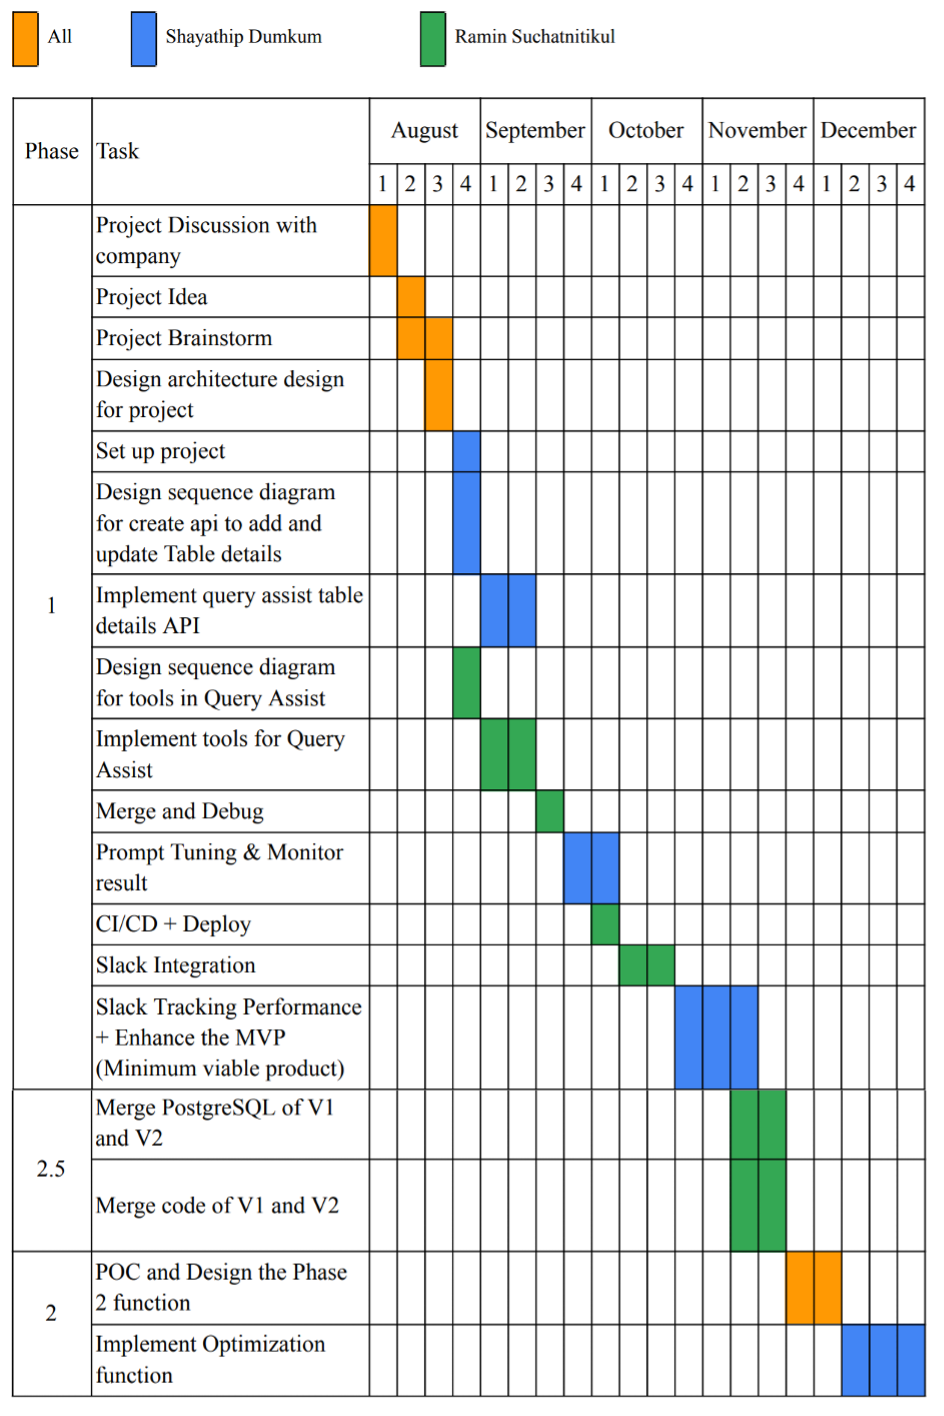 All
Shayathip Dumkum
Ramin Suchatnitikul
Phase
Task
August
September
October
November
December
1 2 3 4 1 2 3 4 1 2 3 4 1 2 3 4 1 2 3 4
1
Project Discussion with
company
Project Idea
Project Brainstorm
Design architecture design
for project
Set up project
Design sequence diagram
for create api to add and
update Table details
Implement query assist table
details API
Design sequence diagram
for tools in Query Assist
Implement tools for Query
Assist
Merge and Debug
Prompt Tuning & Monitor
result
CI/CD + Deploy
Slack Integration
Slack Tracking Performance
+ Enhance the MVP
(Minimum viable product)
2.5
Merge PostgreSQL of V1
and V2
Merge code of V1 and V2
2
POC and Design the Phase
2 function
Implement Optimization
function